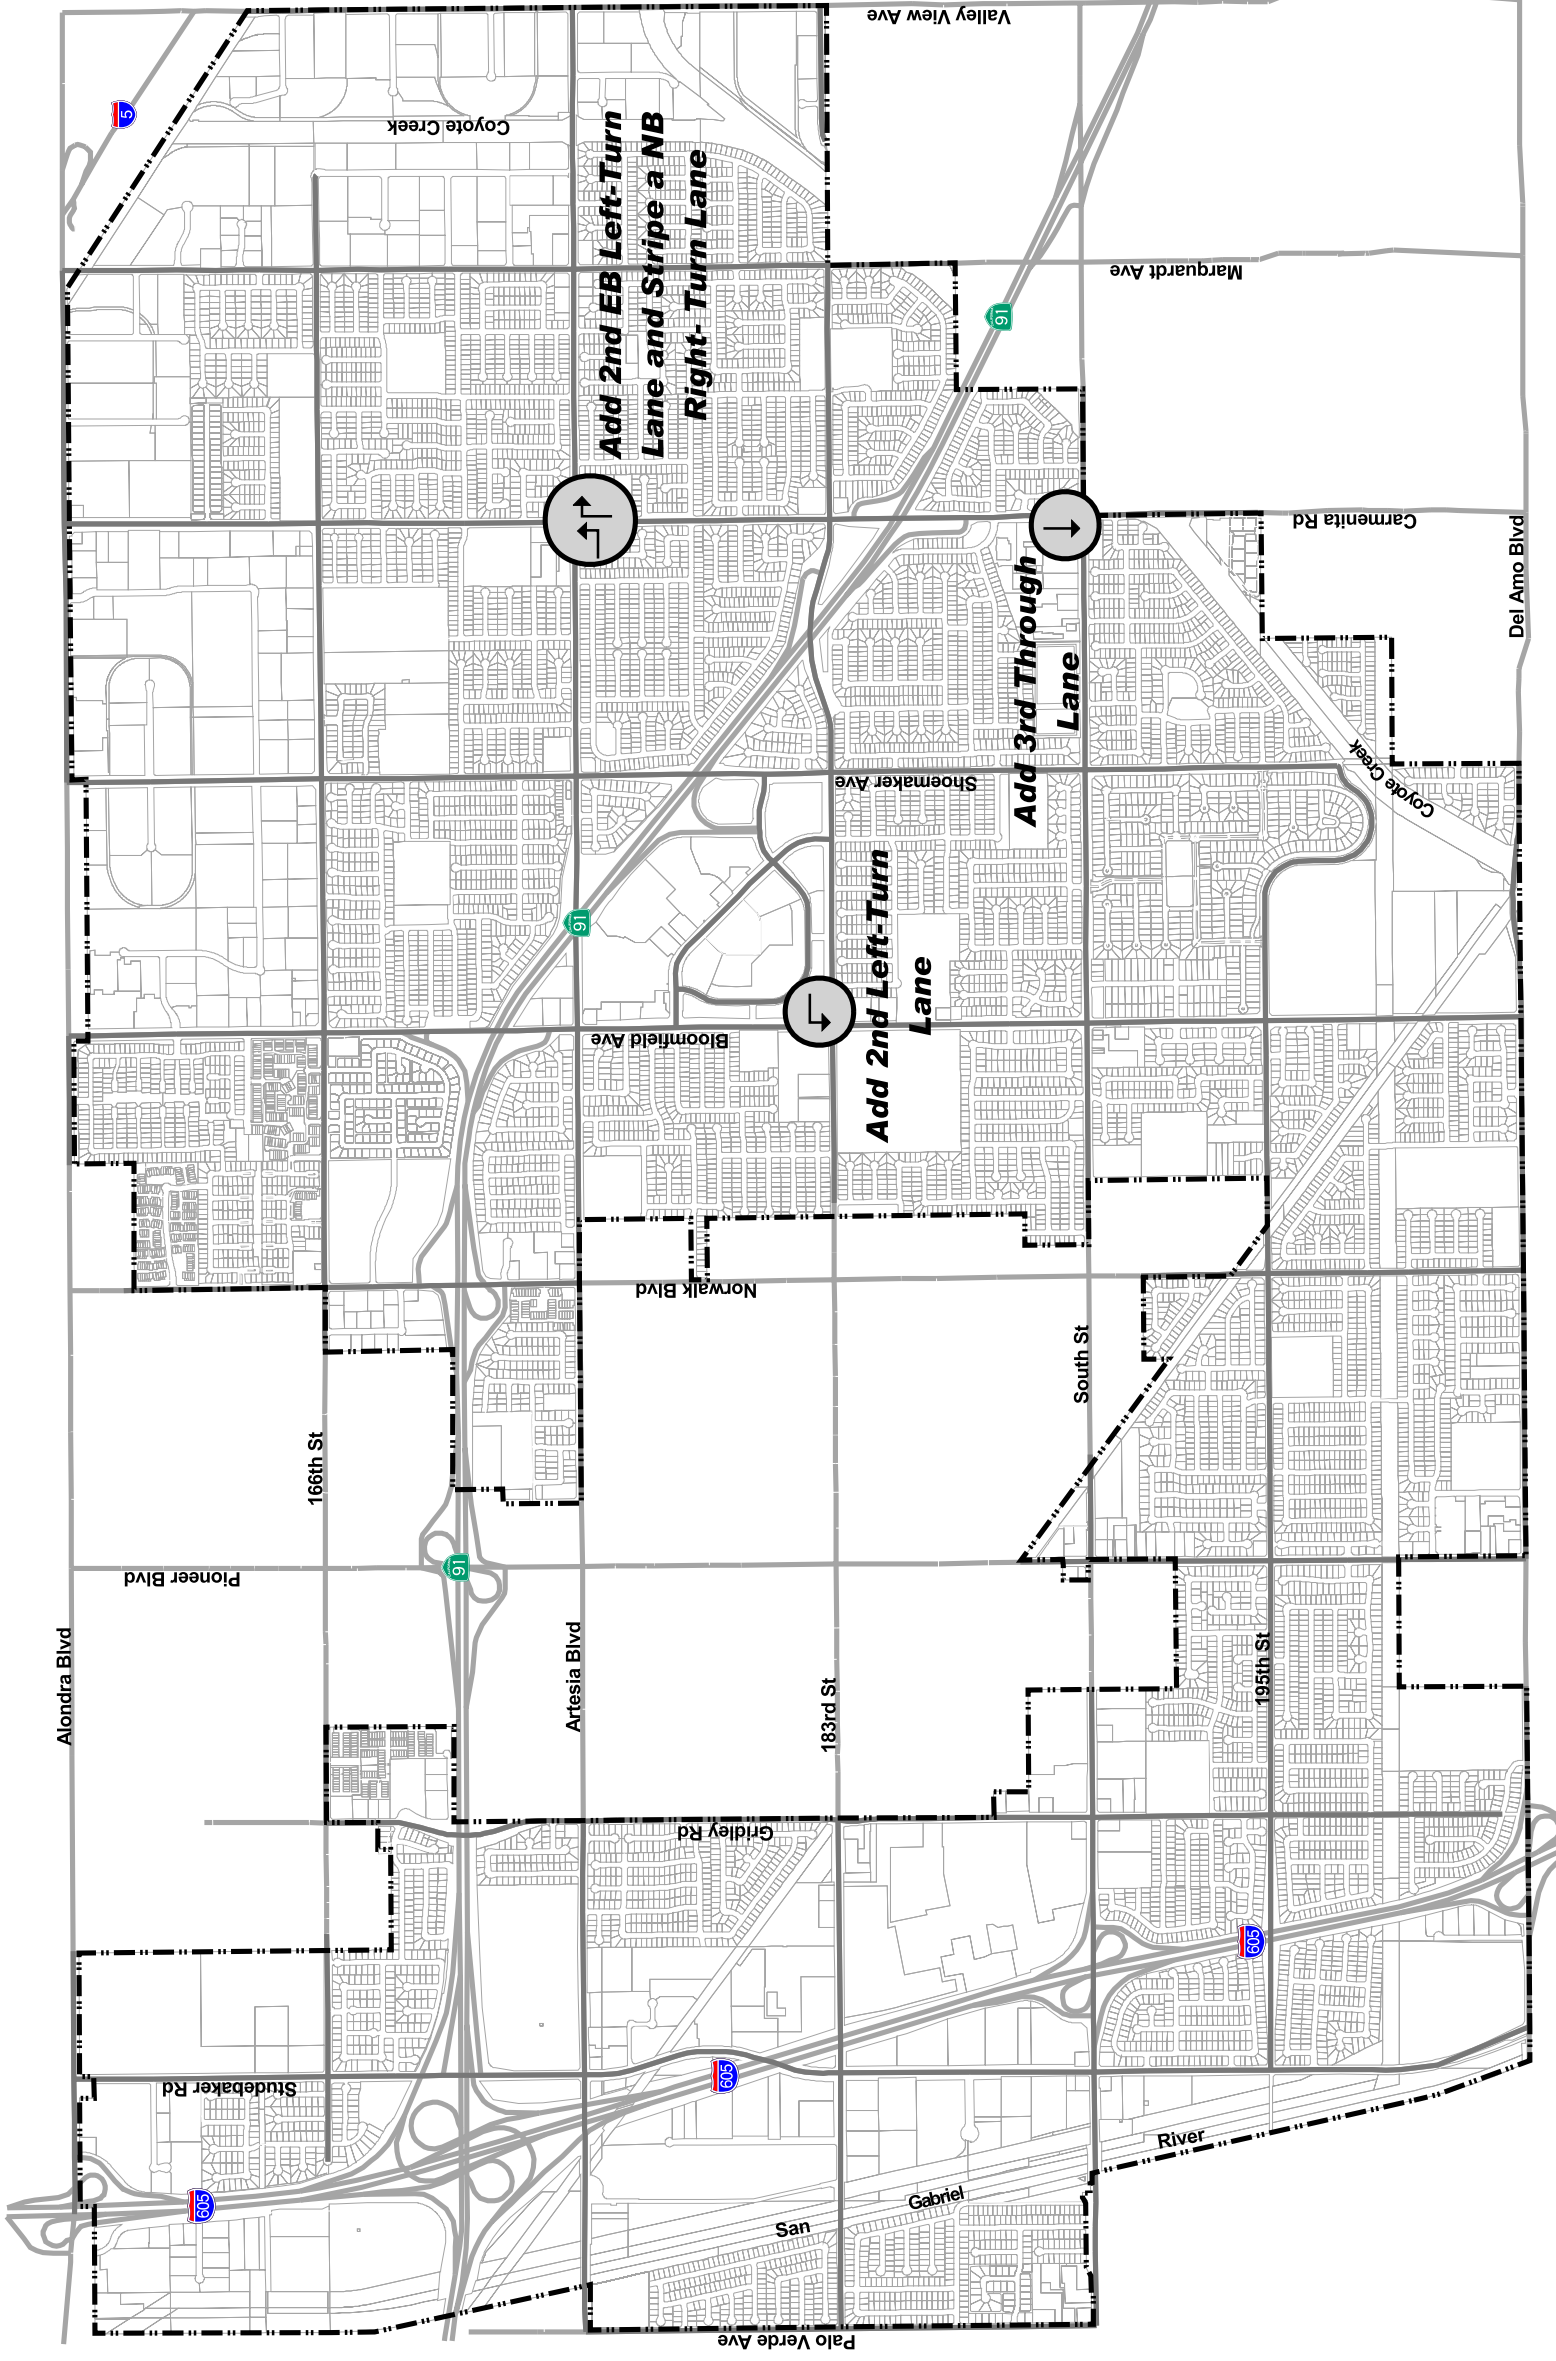 Valley View Ave
5
Coyote Creek
Add 2nd EB Left-Turn
Lane and Stripe a NB
Right- Turn Lane
Marquardt Ave
91
Carmenita Rd
Del Amo Blvd
Add 3rd Through
Lane
Shoemaker Ave
Coyote Creek
91
Add 2nd Left-Turn
Lane
Bloomfield Ave
Norwalk Blvd
South St
166th St
Pioneer Blvd
91
Alondra Blvd
Artesia Blvd
183rd St
195th St
Gridley Rd
605
605
Studebaker Rd
605
San
Gabriel
River
Palo Verde Ave